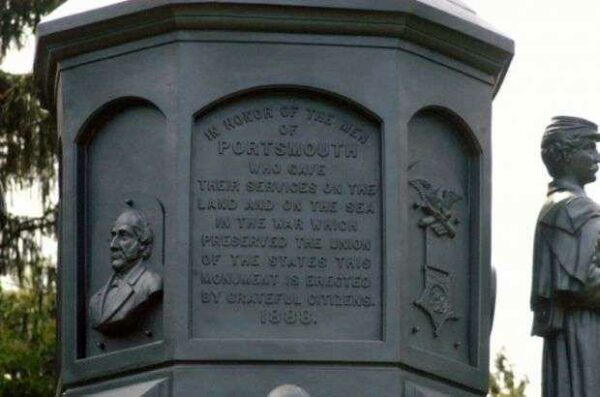 IN HONOR OF THE MEN
OF
PORTSMOUTH
WHO GAVE
THEIR SERVICES ON THE
LAND AND ON THE SEA
IN THE WAR WHICH
PRESERVED THE UNION
OF THE STATES THIS
MONUMENT IS ERECTED
BY GRATEFUL CITIZENS.
1888.